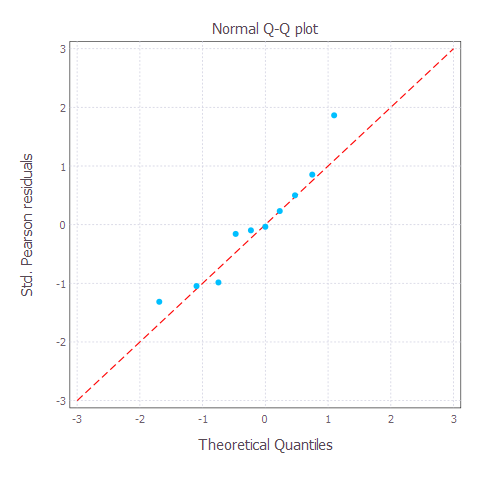 Normal Q-Q plot
3
2
1
0
-1
-2
-3
Std. Pearson residuals
-3 -2 -1 0 1 2 3
Theoretical Quantiles